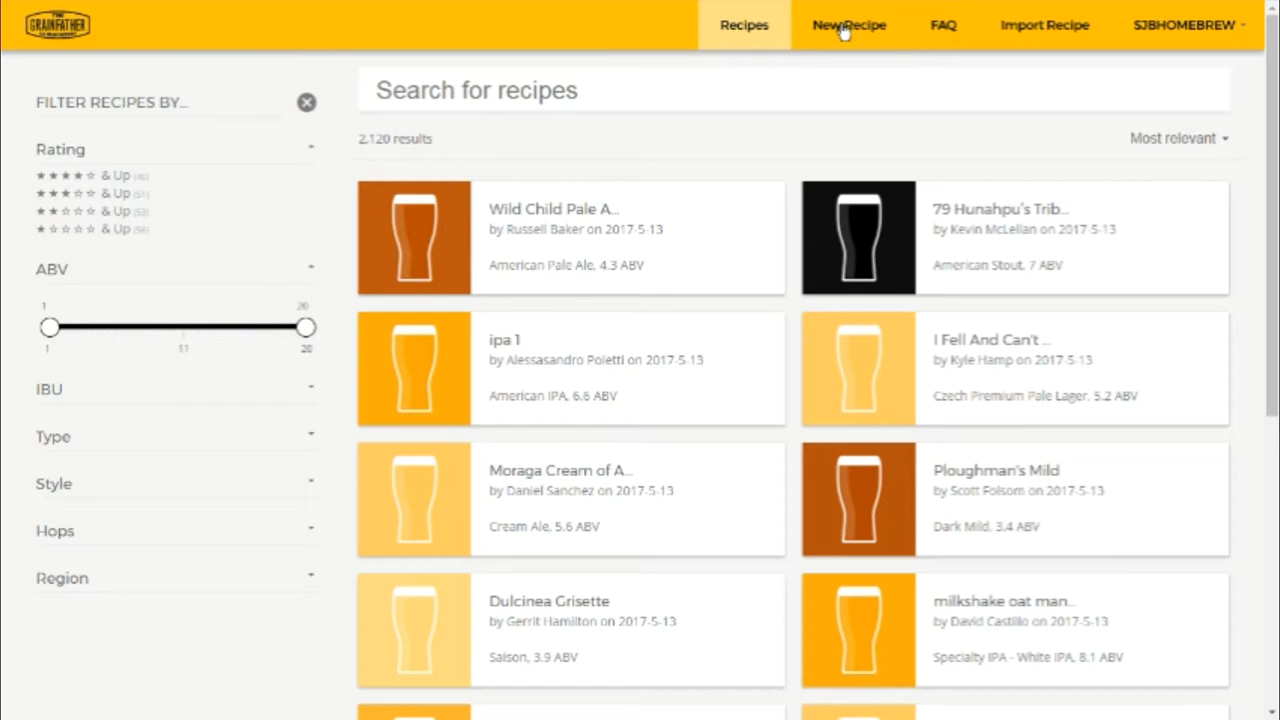 THE
GRAINFATHER
Recipes
New Recipe
FAQ
Import Recipe
SJBHOMEBREW
FILTER RECIPES BY...
Search for recipes
2,120 results
Most relevant
Rating
★★★★☆ & Up
★★★☆☆ & Up (51)
★★☆☆☆ & Up (53)
★☆☆☆☆ & Up (56)
ABV
1 20
1 11 20
IBU
Type
Style
Hops
Region
Wild Child Pale A...
by Russell Baker on 2017-5-13
American Pale Ale, 4.3 ABV
79 Hunahpu's Trib...
by Kevin McLellan on 2017-5-13
American Stout, 7 ABV
ipa 1
by Alessasandro Poletti on 2017-5-13
American IPA, 6.6 ABV
I Fell And Can't ...
by Kyle Hamp on 2017-5-13
Czech Premium Pale Lager, 5.2 ABV
Moraga Cream of A...
by Daniel Sanchez on 2017-5-13
Cream Ale, 5.6 ABV
Ploughman's Mild
by Scott Folsom on 2017-5-13
Dark Mild, 3.4 ABV
Dulcinea Grisette
by Gerrit Hamilton on 2017-5-13
Saison, 3.9 ABV
milkshake oat man...
by David Castillo on 2017-5-13
Specialty IPA - White IPA, 8.1 ABV